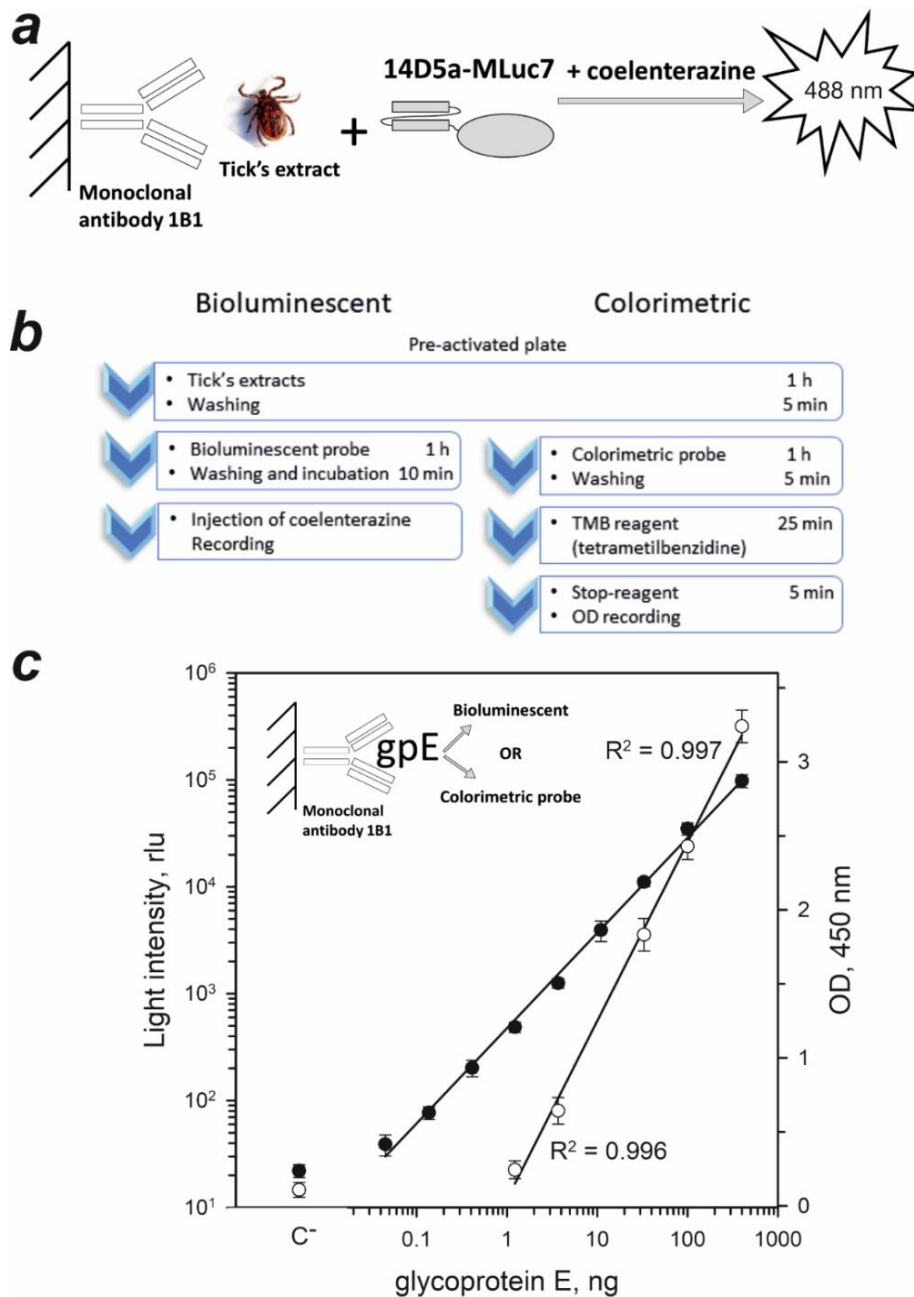 a
14D5a-MLuc7 + coelenterazine
488 nm
+
Tick's extract
Monoclonal
antibody 1B1
b
Bioluminescent
Colorimetric
Pre-activated plate
• Tick's extracts 1 h
• Washing 5 min
• Bioluminescent probe 1 h
• Washing and incubation 10 min
• Injection of coelenterazine
Recording
• Colorimetric probe 1 h
• Washing 5 min
• TMB reagent 25 min
(tetrametilbenzidine)
• Stop-reagent 5 min
• OD recording
c
Light intensity, rlu
10⁶
10⁵
10⁴
10³
10²
10¹
Bioluminescent
gpE
OR
Colorimetric probe
Monoclonal
antibody 1B1
R² = 0.997
R² = 0.996
3
2
1
0
OD, 450 nm
C⁻
0.1
1
10
100
1000
glycoprotein E, ng